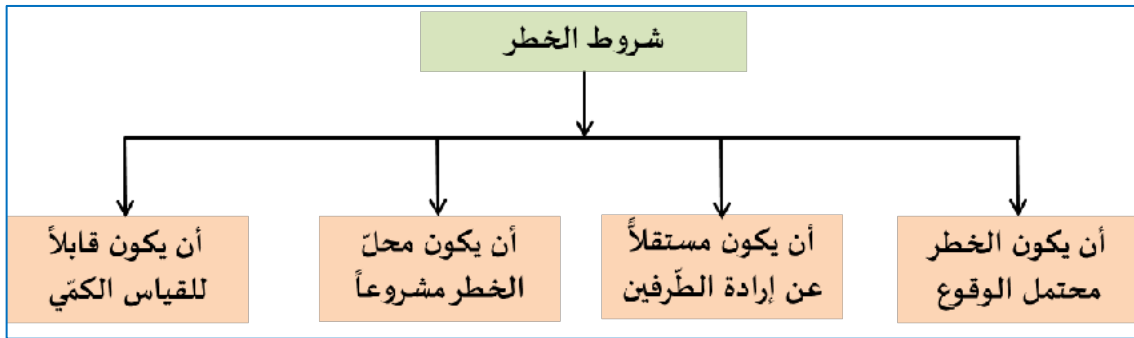 شروط الخطر
أن يكون الخطر
محتمل الوقوع
أن يكون مستقلاًّ
عن إرادة الطّرفين
أن يكون محلّ
الخطر مشروعاً
أن يكون قابلاً
للقياس الكمّي